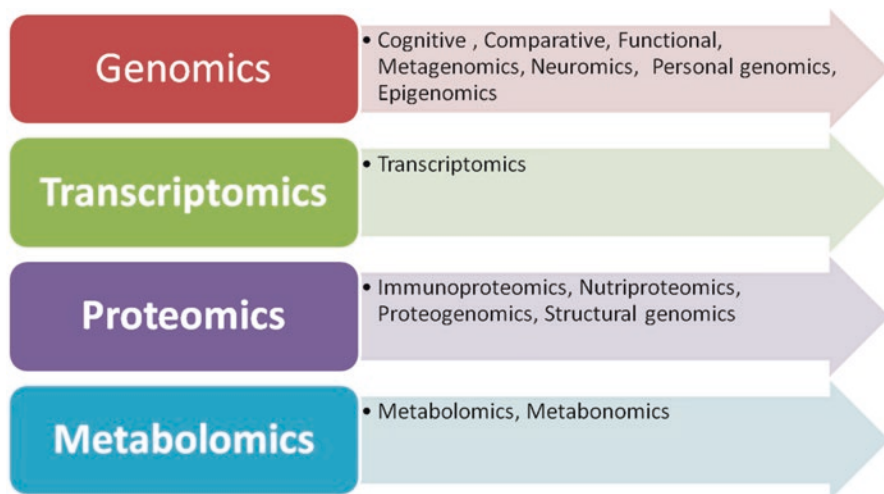 Genomics
• Cognitive , Comparative, Functional,
Metagenomics, Neuromics, Personal genomics,
Epigenomics
Transcriptomics
• Transcriptomics
Proteomics
• Immunoproteomics, Nutriproteomics,
Proteogenomics, Structural genomics
Metabolomics
• Metabolomics, Metabonomics